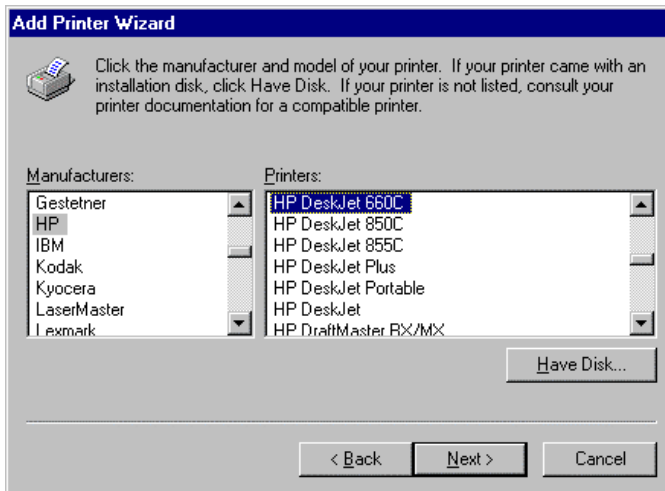 Add Printer Wizard
Click the manufacturer and model of your printer. If your printer came with an
installation disk, click Have Disk. If your printer is not listed, consult your
printer documentation for a compatible printer.
Manufacturers:
Gestetner
HP
IBM
Kodak
Kyocera
LaserMaster
Lexmark
Printers:
HP DeskJet 660C
HP DeskJet 850C
HP DeskJet 855C
HP DeskJet Plus
HP DeskJet Portable
HP DeskJet
HP DraftMaster RX/MX
Have Disk...
< Back
Next >
Cancel